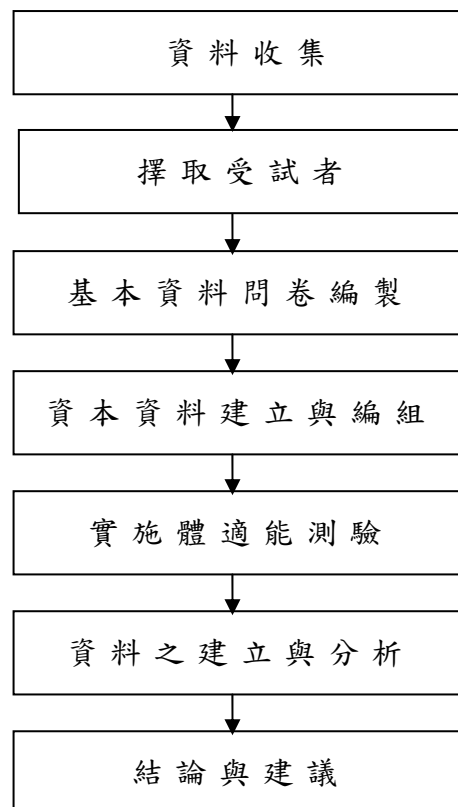 資料收集
擇取受試者
基本資料問卷編製
資本資料建立與編組
實施體適能測驗
資料之建立與分析
結論與建議